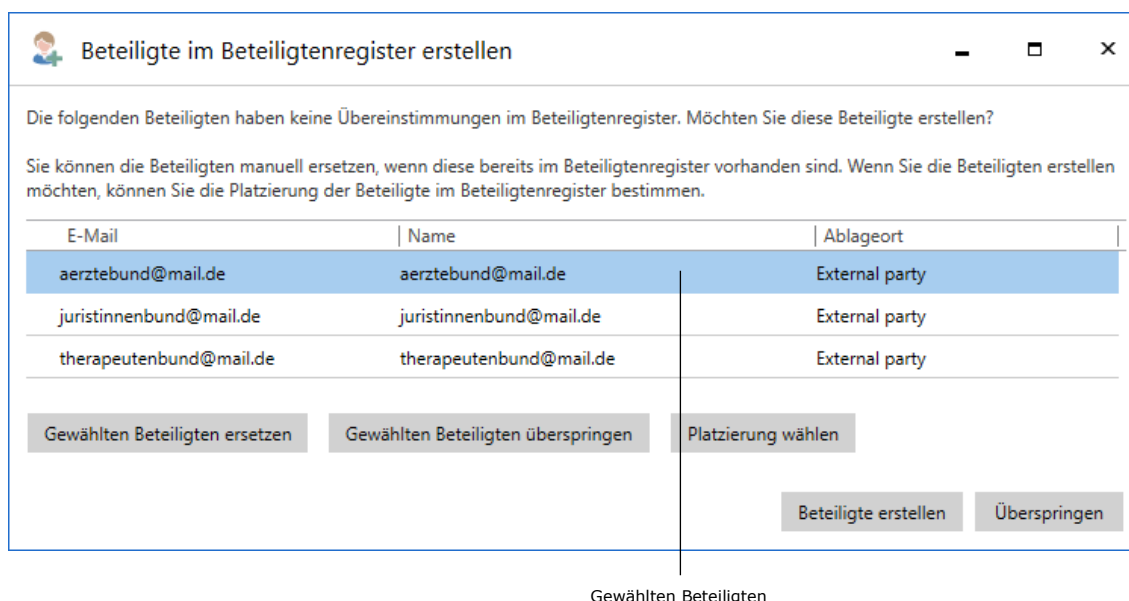 Beteiligte im Beteiligtenregister erstellen
Die folgenden Beteiligten haben keine Übereinstimmungen im Beteiligtenregister. Möchten Sie diese Beteiligte erstellen?
Sie können die Beteiligten manuell ersetzen, wenn diese bereits im Beteiligtenregister vorhanden sind. Wenn Sie die Beteiligten erstellen
möchten, können Sie die Platzierung der Beteiligte im Beteiligtenregister bestimmen.
E-Mail Name Ablageort
aerztebund@mail.de aerztebund@mail.de External party
juristinnenbund@mail.de juristinnenbund@mail.de External party
therapeutenbund@mail.de therapeutenbund@mail.de External party
Gewählten Beteiligten ersetzen Gewählten Beteiligten überspringen Platzierung wählen
Beteiligte erstellen Überspringen
Gewählten Beteiligten